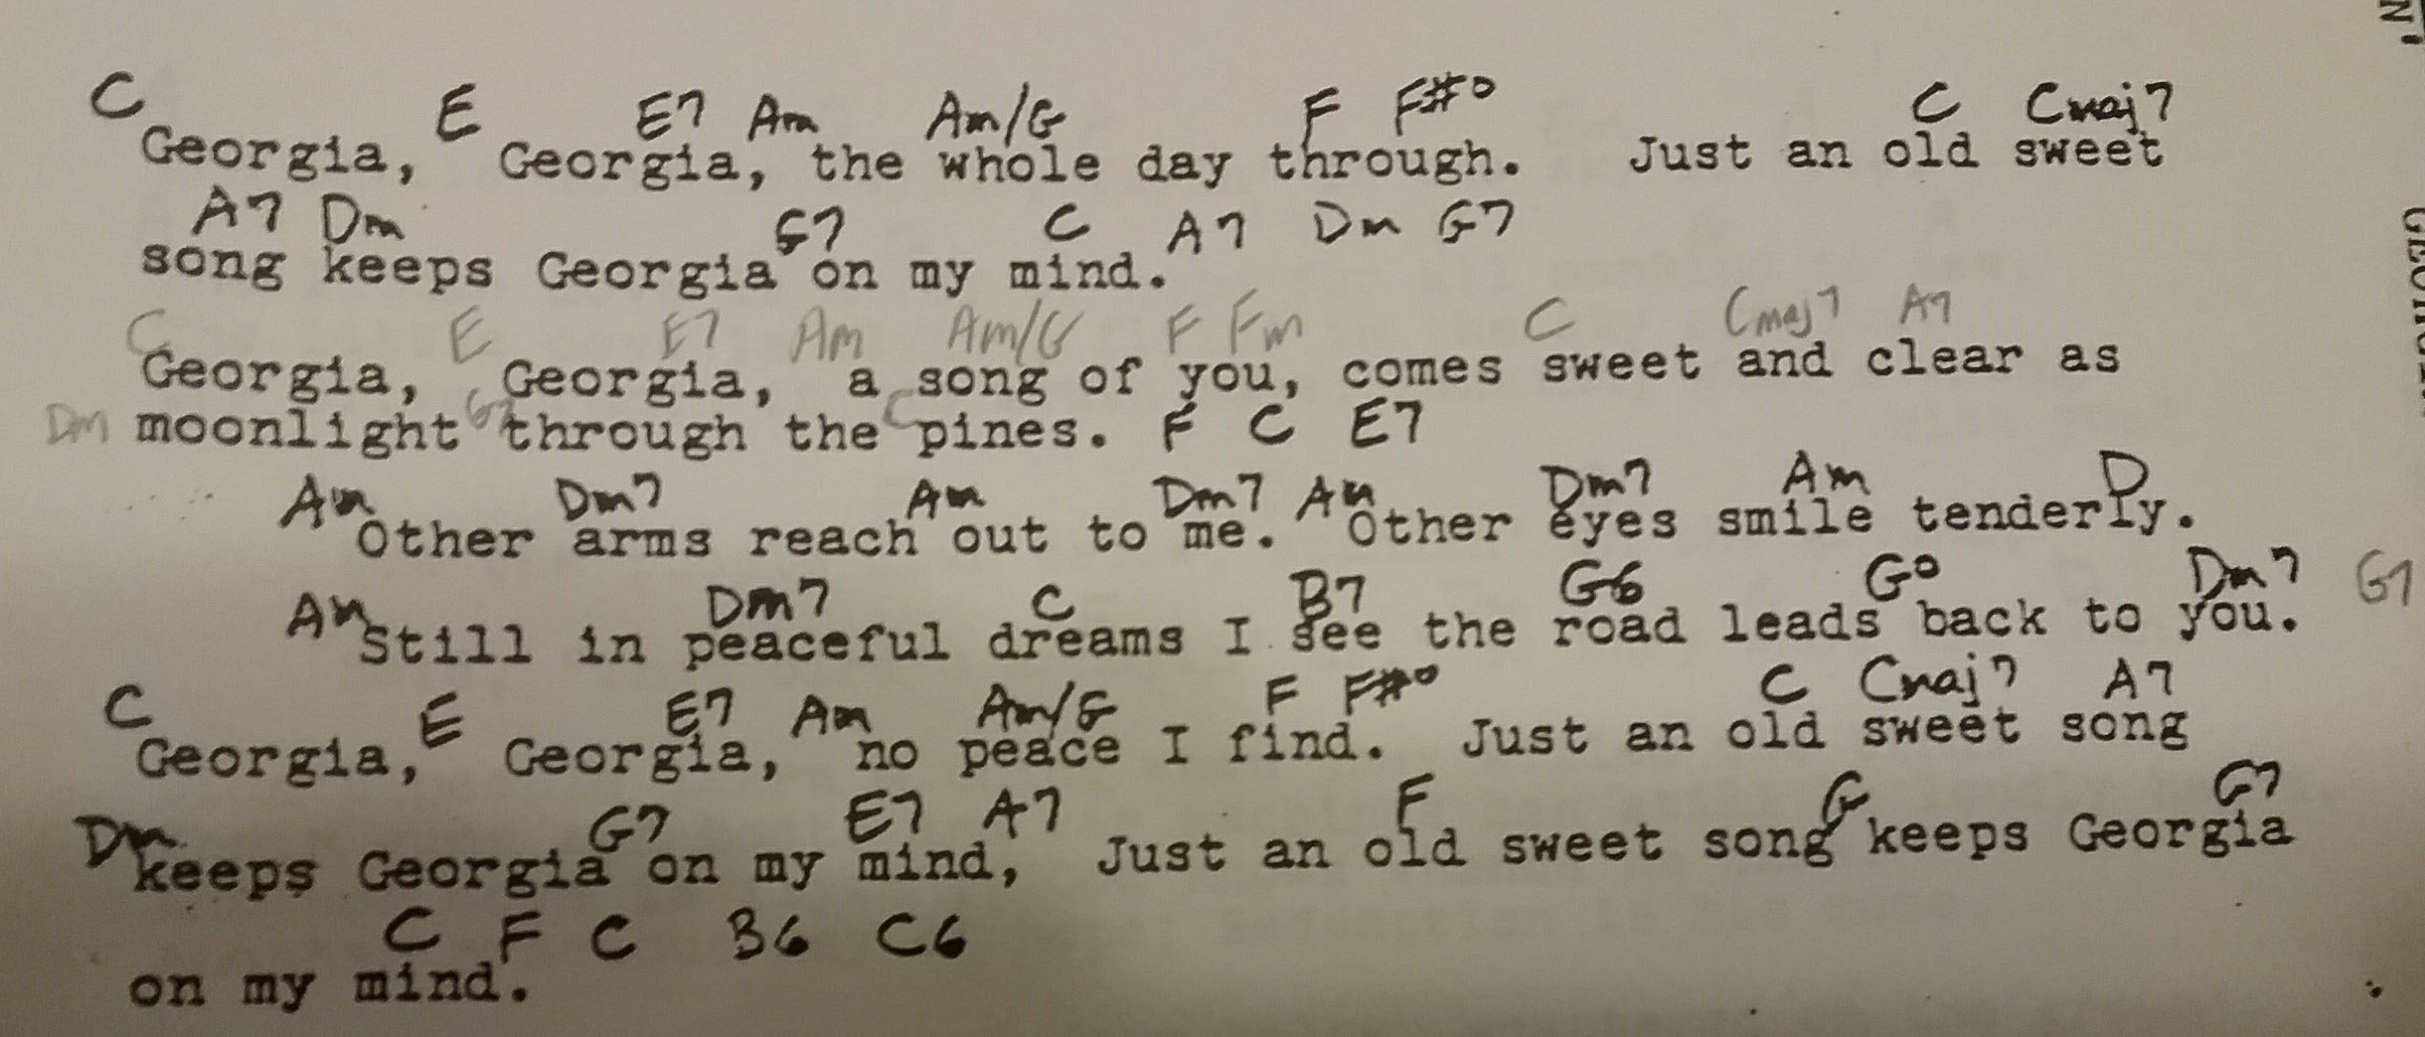 C E E7 Am Am/G F F#° C Cmaj7
Georgia, Georgia, the whole day through. Just an old sweet
A7 Dm G7 C A7 Dm G7
song keeps Georgia on my mind.
C E E7 Am Am/G F Fm C Cmaj7 A7
Georgia, Georgia, a song of you, comes sweet and clear as
Dm moonlight G7 through the C pines. F C E7
Am Dm7 Am Dm7 Am Dm7 Am D
Other arms reach out to me. Other eyes smile tenderly.
Am Dm7 C B7 G6 G° Dm7 G7
Still in peaceful dreams I see the road leads back to you.
C E E7 Am Am/G F F#° C Cmaj7 A7
Georgia, Georgia, no peace I find. Just an old sweet song
Dm G7 E7 A7 F G G7
keeps Georgia on my mind, Just an old sweet song keeps Georgia
C F C B6 C6
on my mind.